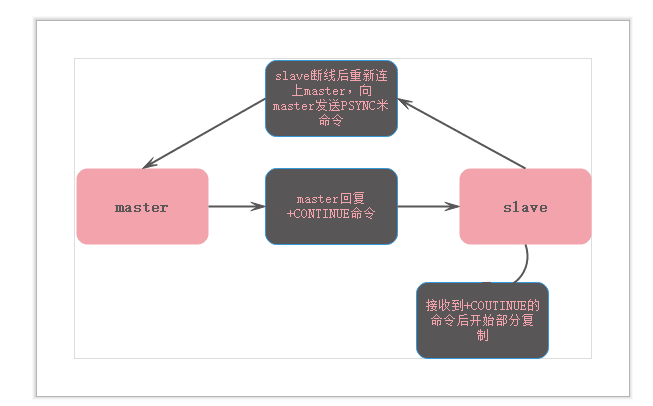 slave断线后重新连
上master，向
master发送PSYNC米
命令
master
master回复
+CONTINUE命令
slave
接收到+COUTINUE的
命令后开始部分复
制